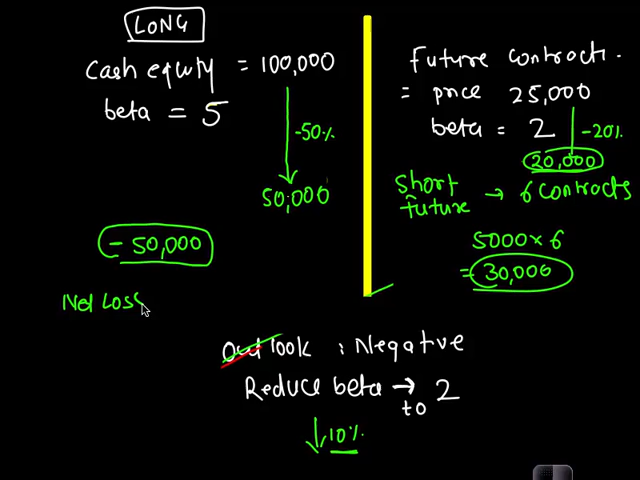 LONG
Cash equity = 100,000
beta = 5
-50%
50,000
- 50,000
Net Loss
Future contract
= price 25,000
beta = 2
-20%
20,000
Short future → 6 contracts
5000 x 6
= 30,000
Outlook : Negative
Reduce beta → to 2
↓ 10%